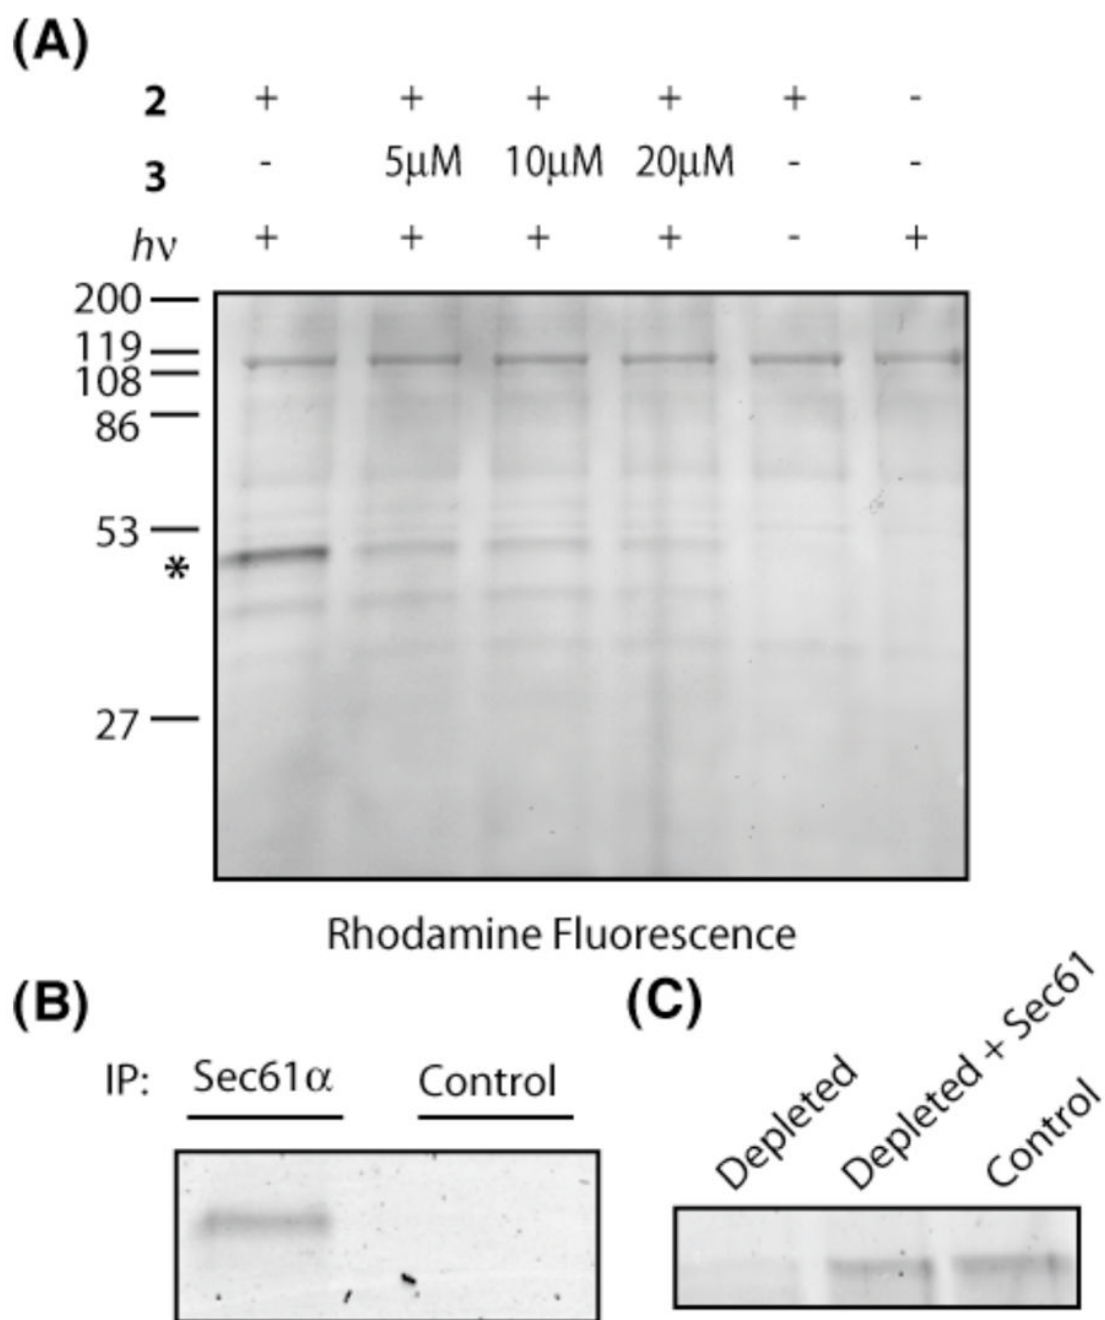 (A)
2 + + + + + -
3 - 5μM 10μM 20μM - -
hν + + + + - +
200
119
108
86
53
*
27
Rhodamine Fluorescence
(B)
IP: Sec61α Control
(C)
Depleted
Depleted + Sec61
Control